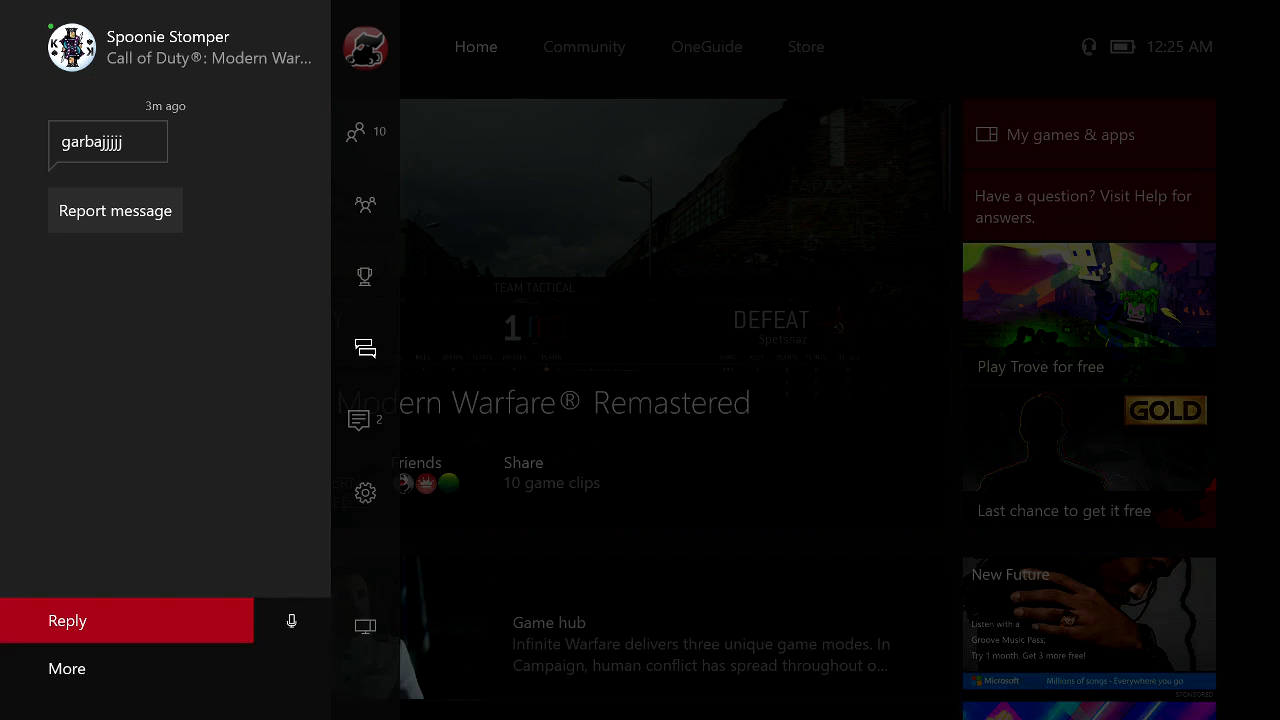 Spoonie Stomper
Call of Duty®: Modern War...
3m ago
garbajjjjj
Report message
Reply
More
10
2
Home
Community
OneGuide
Store
12:25 AM
TEAM TACTICAL
1
DEFEAT
Spetsnaz
Modern Warfare® Remastered
Friends
Share
10 game clips
Game hub
Infinite Warfare delivers three unique game modes. In
Campaign, human conflict has spread throughout o...
My games & apps
Have a question? Visit Help for
answers.
Play Trove for free
GOLD
Last chance to get it free
New Future
Listen with a
Groove Music Pass;
Try 1 month. Get 3 more free!
Microsoft
Millions of songs - Everywhere you go
SPONSORED